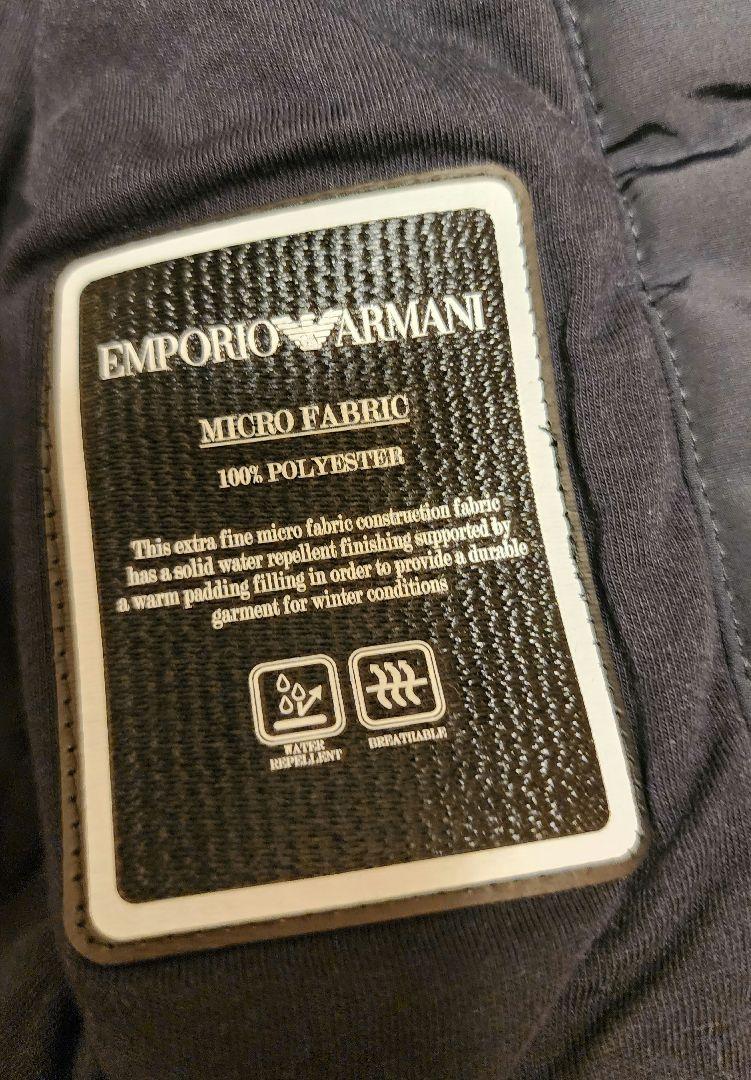 EMPORIO ARMANI
MICRO FABRIC
100% POLYESTER
This extra fine micro fabric construction fabric
has a solid water repellent finishing supported by
a warm padding filling in order to provide a durable
garment for winter conditions
WATER
REPELLENT
BREATHABLE